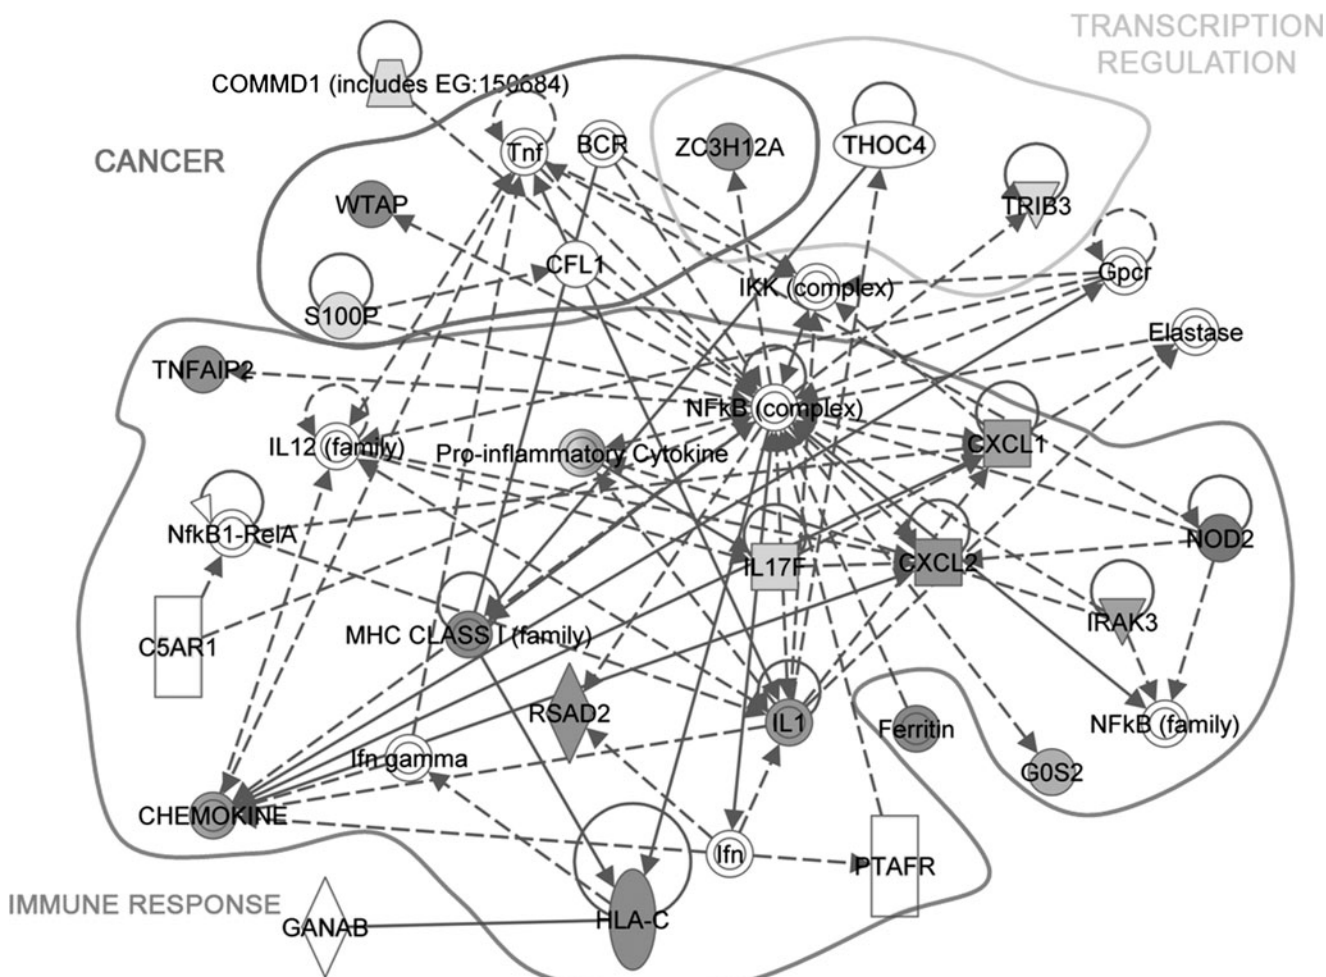 TRANSCRIPTION
REGULATION
COMMD1 (includes EG:150684)
CANCER
Tnf
BCR
ZC3H12A
THOC4
WTAP
TRIB3
CFL1
IKK (complex)
Gpcr
S100P
Elastase
TNFAIP2
NFkB (complex)
IL12 (family)
Pro-inflammatory Cytokine
CXCL1
NfkB1-RelA
IL17F
CXCL2
NOD2
C5AR1
MHC CLASS I (family)
IRAK3
RSAD2
IL1
Ferritin
NFkB (family)
Ifn gamma
G0S2
CHEMOKINE
Ifn
PTAFR
IMMUNE RESPONSE
GANAB
HLA-C